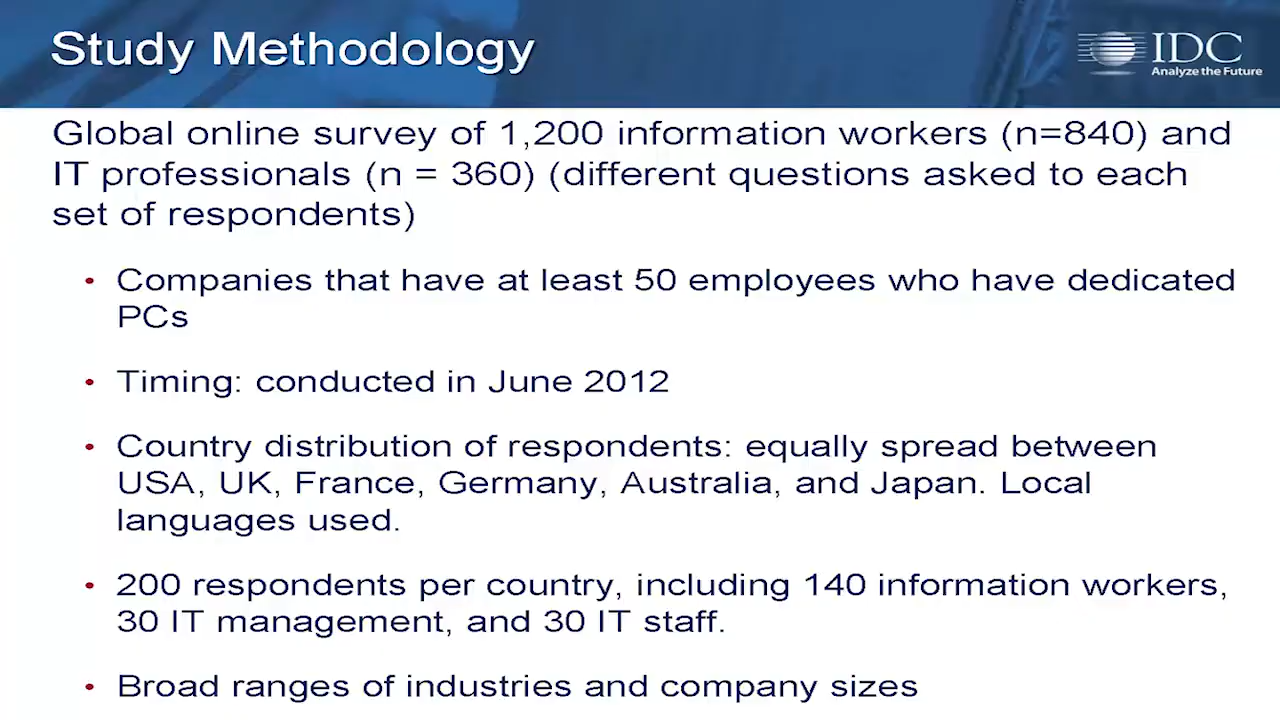 Study Methodology
IDC
Analyze the Future
Global online survey of 1,200 information workers (n=840) and
IT professionals (n = 360) (different questions asked to each
set of respondents)
• Companies that have at least 50 employees who have dedicated
PCs
• Timing: conducted in June 2012
• Country distribution of respondents: equally spread between
USA, UK, France, Germany, Australia, and Japan. Local
languages used.
• 200 respondents per country, including 140 information workers,
30 IT management, and 30 IT staff.
• Broad ranges of industries and company sizes